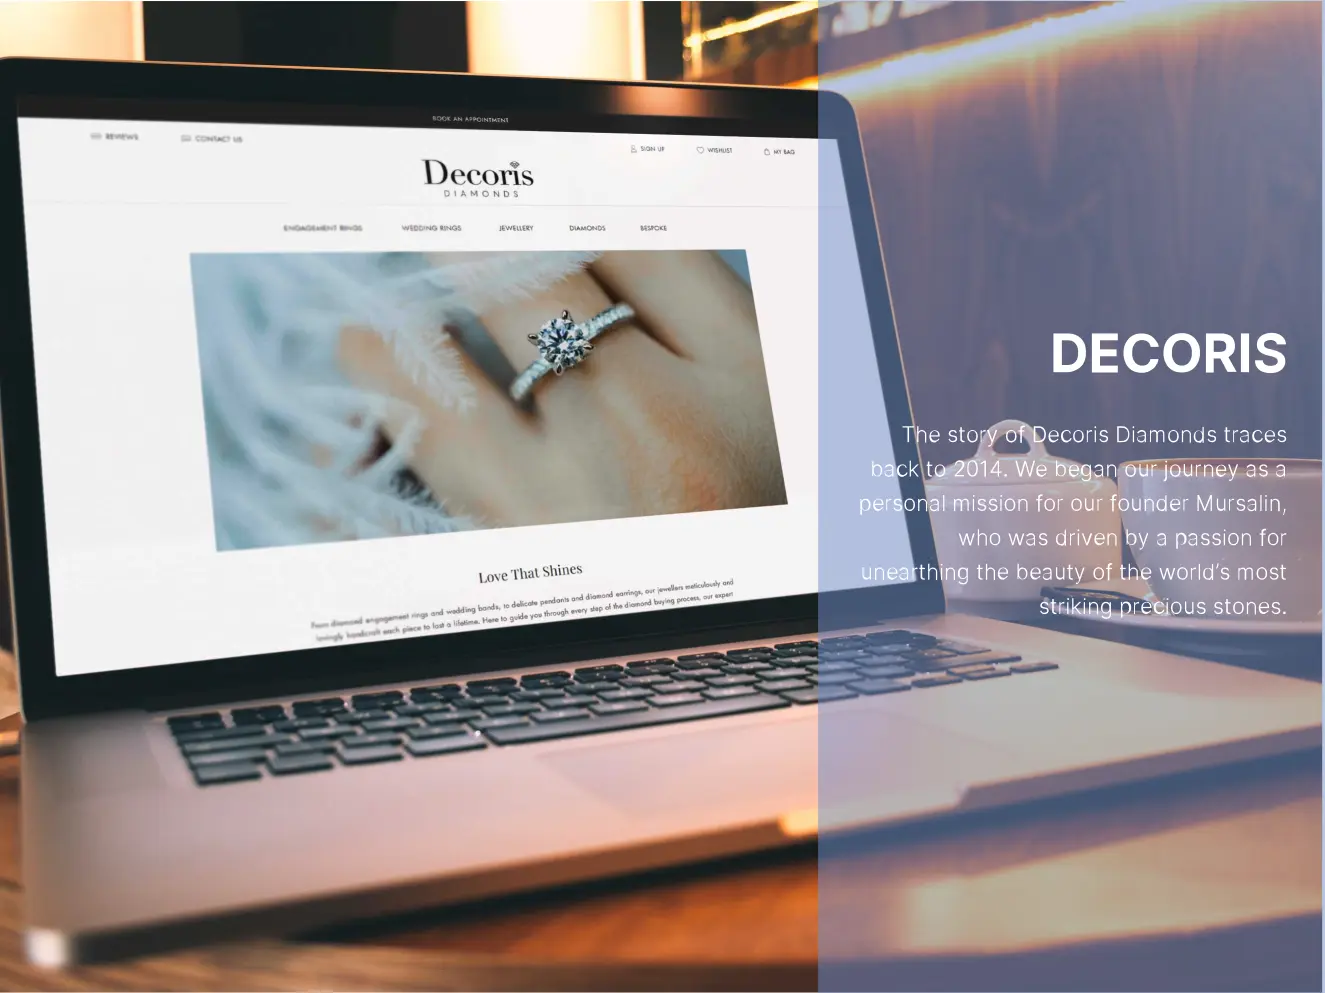 BOOK AN APPOINTMENT
REVIEWS
CONTACT US
SIGN UP
WISHLIST
MY BAG
Decoris
DIAMONDS
ENGAGEMENT RINGS
WEDDING RINGS
JEWELLERY
DIAMONDS
BESPOKE
Love That Shines
From diamond engagement rings and wedding bands, to delicate pendants and diamond earrings, our jewellers meticulously and
lovingly handcraft each piece to last a lifetime. Here to guide you through every step of the diamond buying process, our expert
DECORIS
The story of Decoris Diamonds traces
back to 2014. We began our journey as a
personal mission for our founder Mursalin,
who was driven by a passion for
unearthing the beauty of the world’s most
striking precious stones.